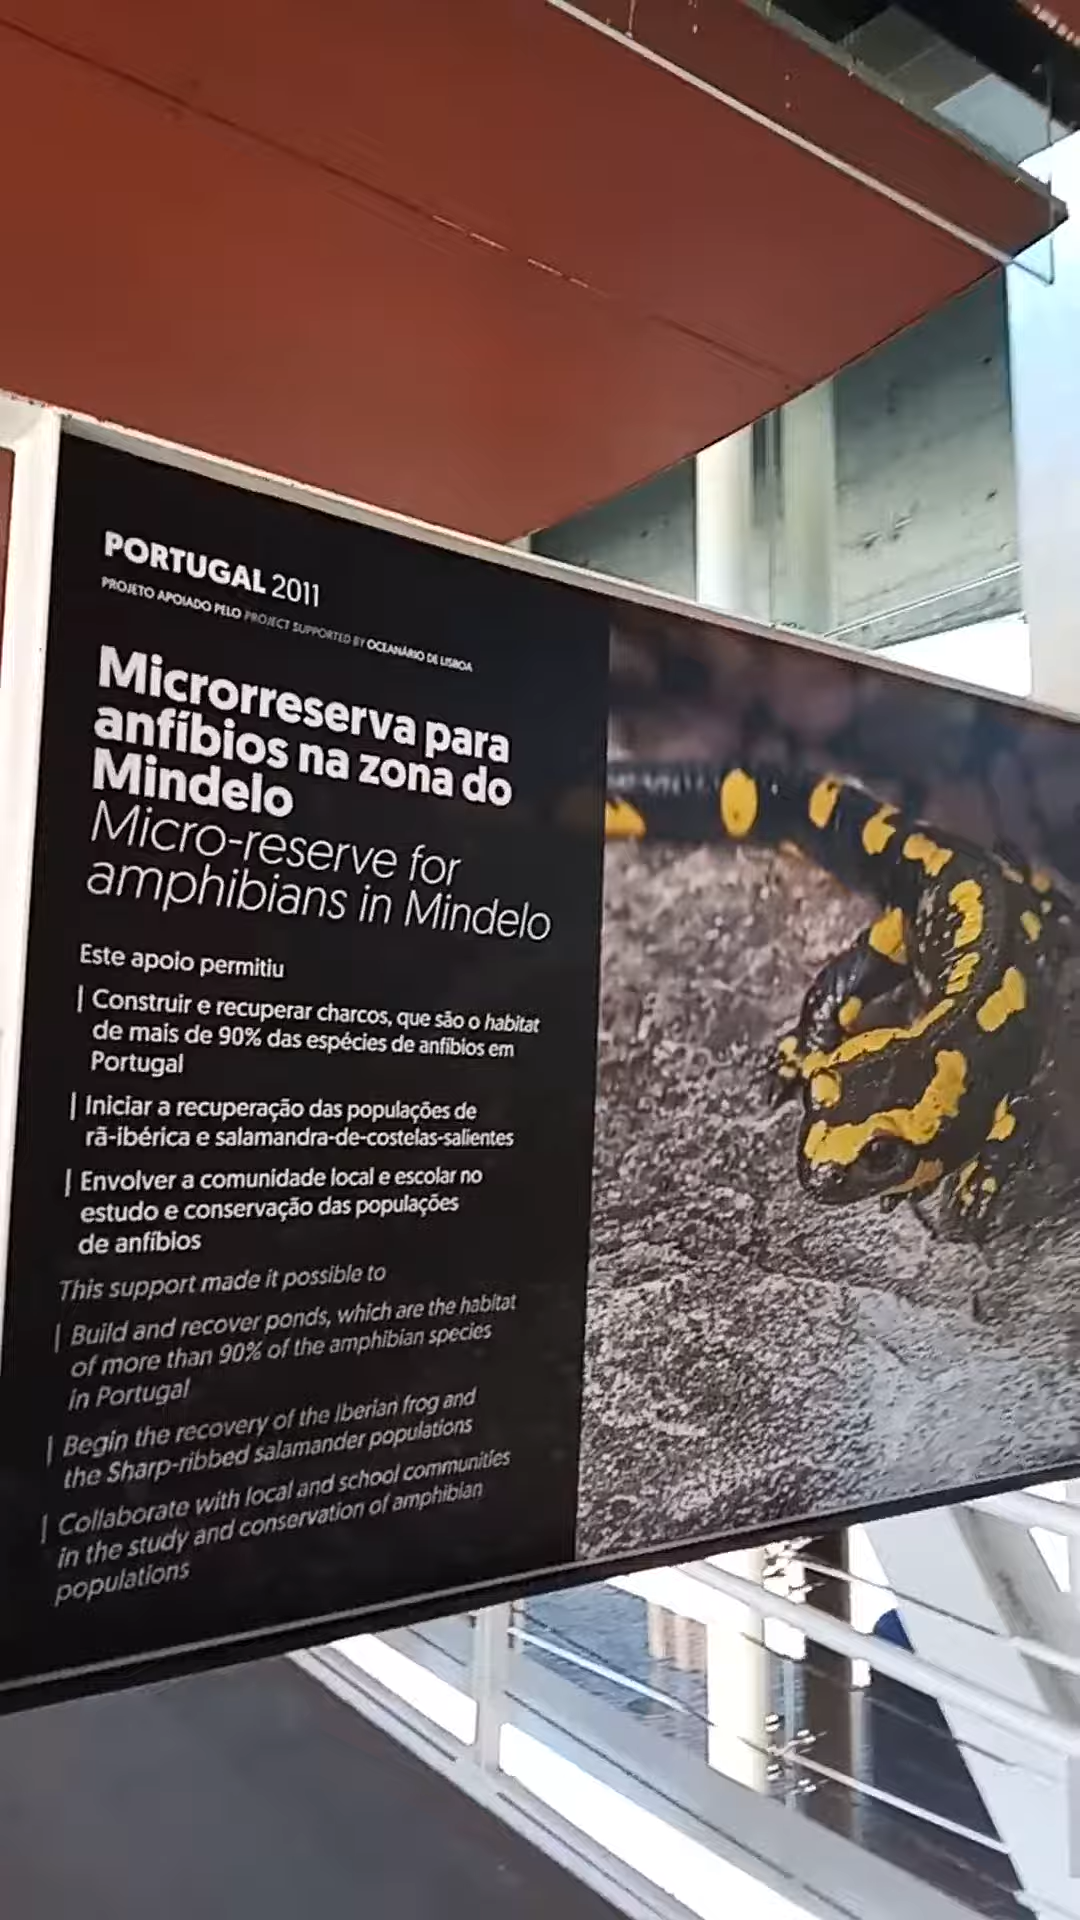 PORTUGAL 2011
PROJETO APOIADO PELO PROJECT SUPPORTED BY OCEANÁRIO DE LISBOA
Microrreserva para
anfíbios na zona do
Mindelo
Micro-reserve for
amphibians in Mindelo
Este apoio permitiu
| Construir e recuperar charcos, que são o habitat
de mais de 90% das espécies de anfíbios em
Portugal
| Iniciar a recuperação das populações de
rã-ibérica e salamandra-de-costelas-salientes
| Envolver a comunidade local e escolar no
estudo e conservação das populações
de anfíbios
This support made it possible to
| Build and recover ponds, which are the habitat
of more than 90% of the amphibian species
in Portugal
| Begin the recovery of the Iberian frog and
the Sharp-ribbed salamander populations
| Collaborate with local and school communities
in the study and conservation of amphibian
populations